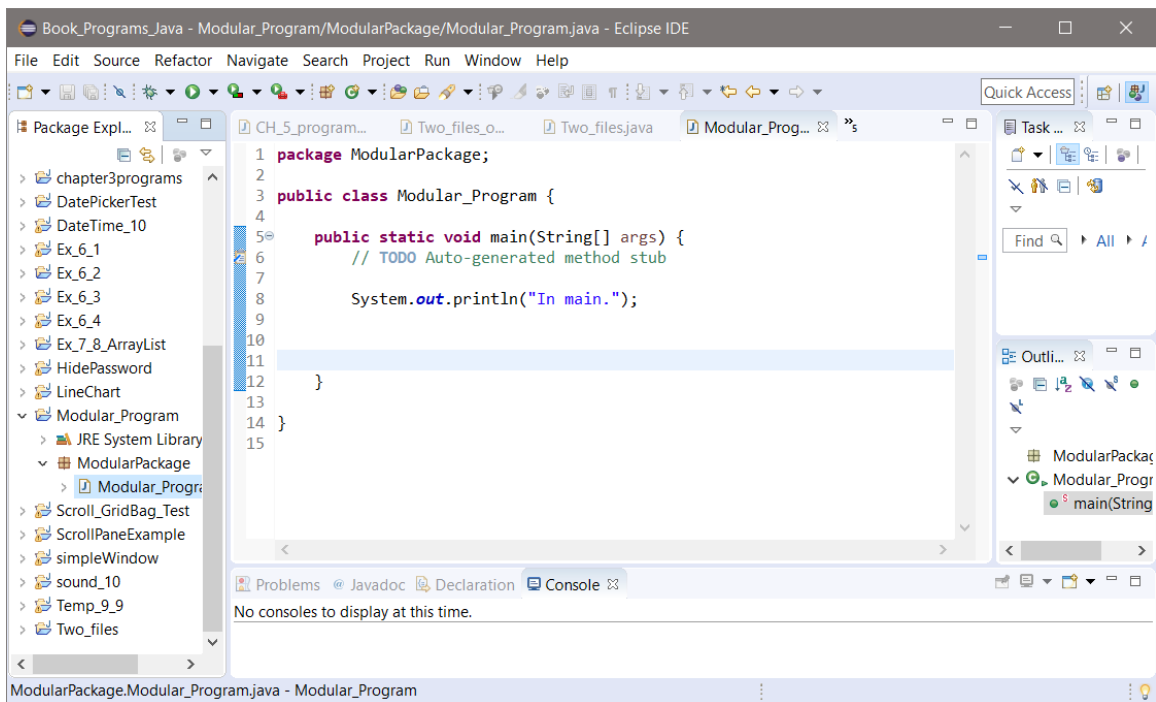 Book_Programs_Java - Modular_Program/ModularPackage/Modular_Program.java - Eclipse IDE
File Edit Source Refactor Navigate Search Project Run Window Help
Quick Access
Package Expl...
chapter3programs
DatePickerTest
DateTime_10
Ex_6_1
Ex_6_2
Ex_6_3
Ex_6_4
Ex_7_8_ArrayList
HidePassword
LineChart
Modular_Program
JRE System Library
ModularPackage
Modular_Progra
Scroll_GridBag_Test
ScrollPaneExample
simpleWindow
sound_10
Temp_9_9
Two_files
CH_5_program... Two_files_o... Two_files.java Modular_Prog... »5
1 package ModularPackage;
2
3 public class Modular_Program {
4
5 public static void main(String[] args) {
6 // TODO Auto-generated method stub
7
8 System.out.println("In main.");
9
10
11
12 }
13
14 }
15
Task ...
Find All
Outli...
ModularPackag
Modular_Progr
main(String
Problems @ Javadoc Declaration Console
No consoles to display at this time.
ModularPackage.Modular_Program.java - Modular_Program